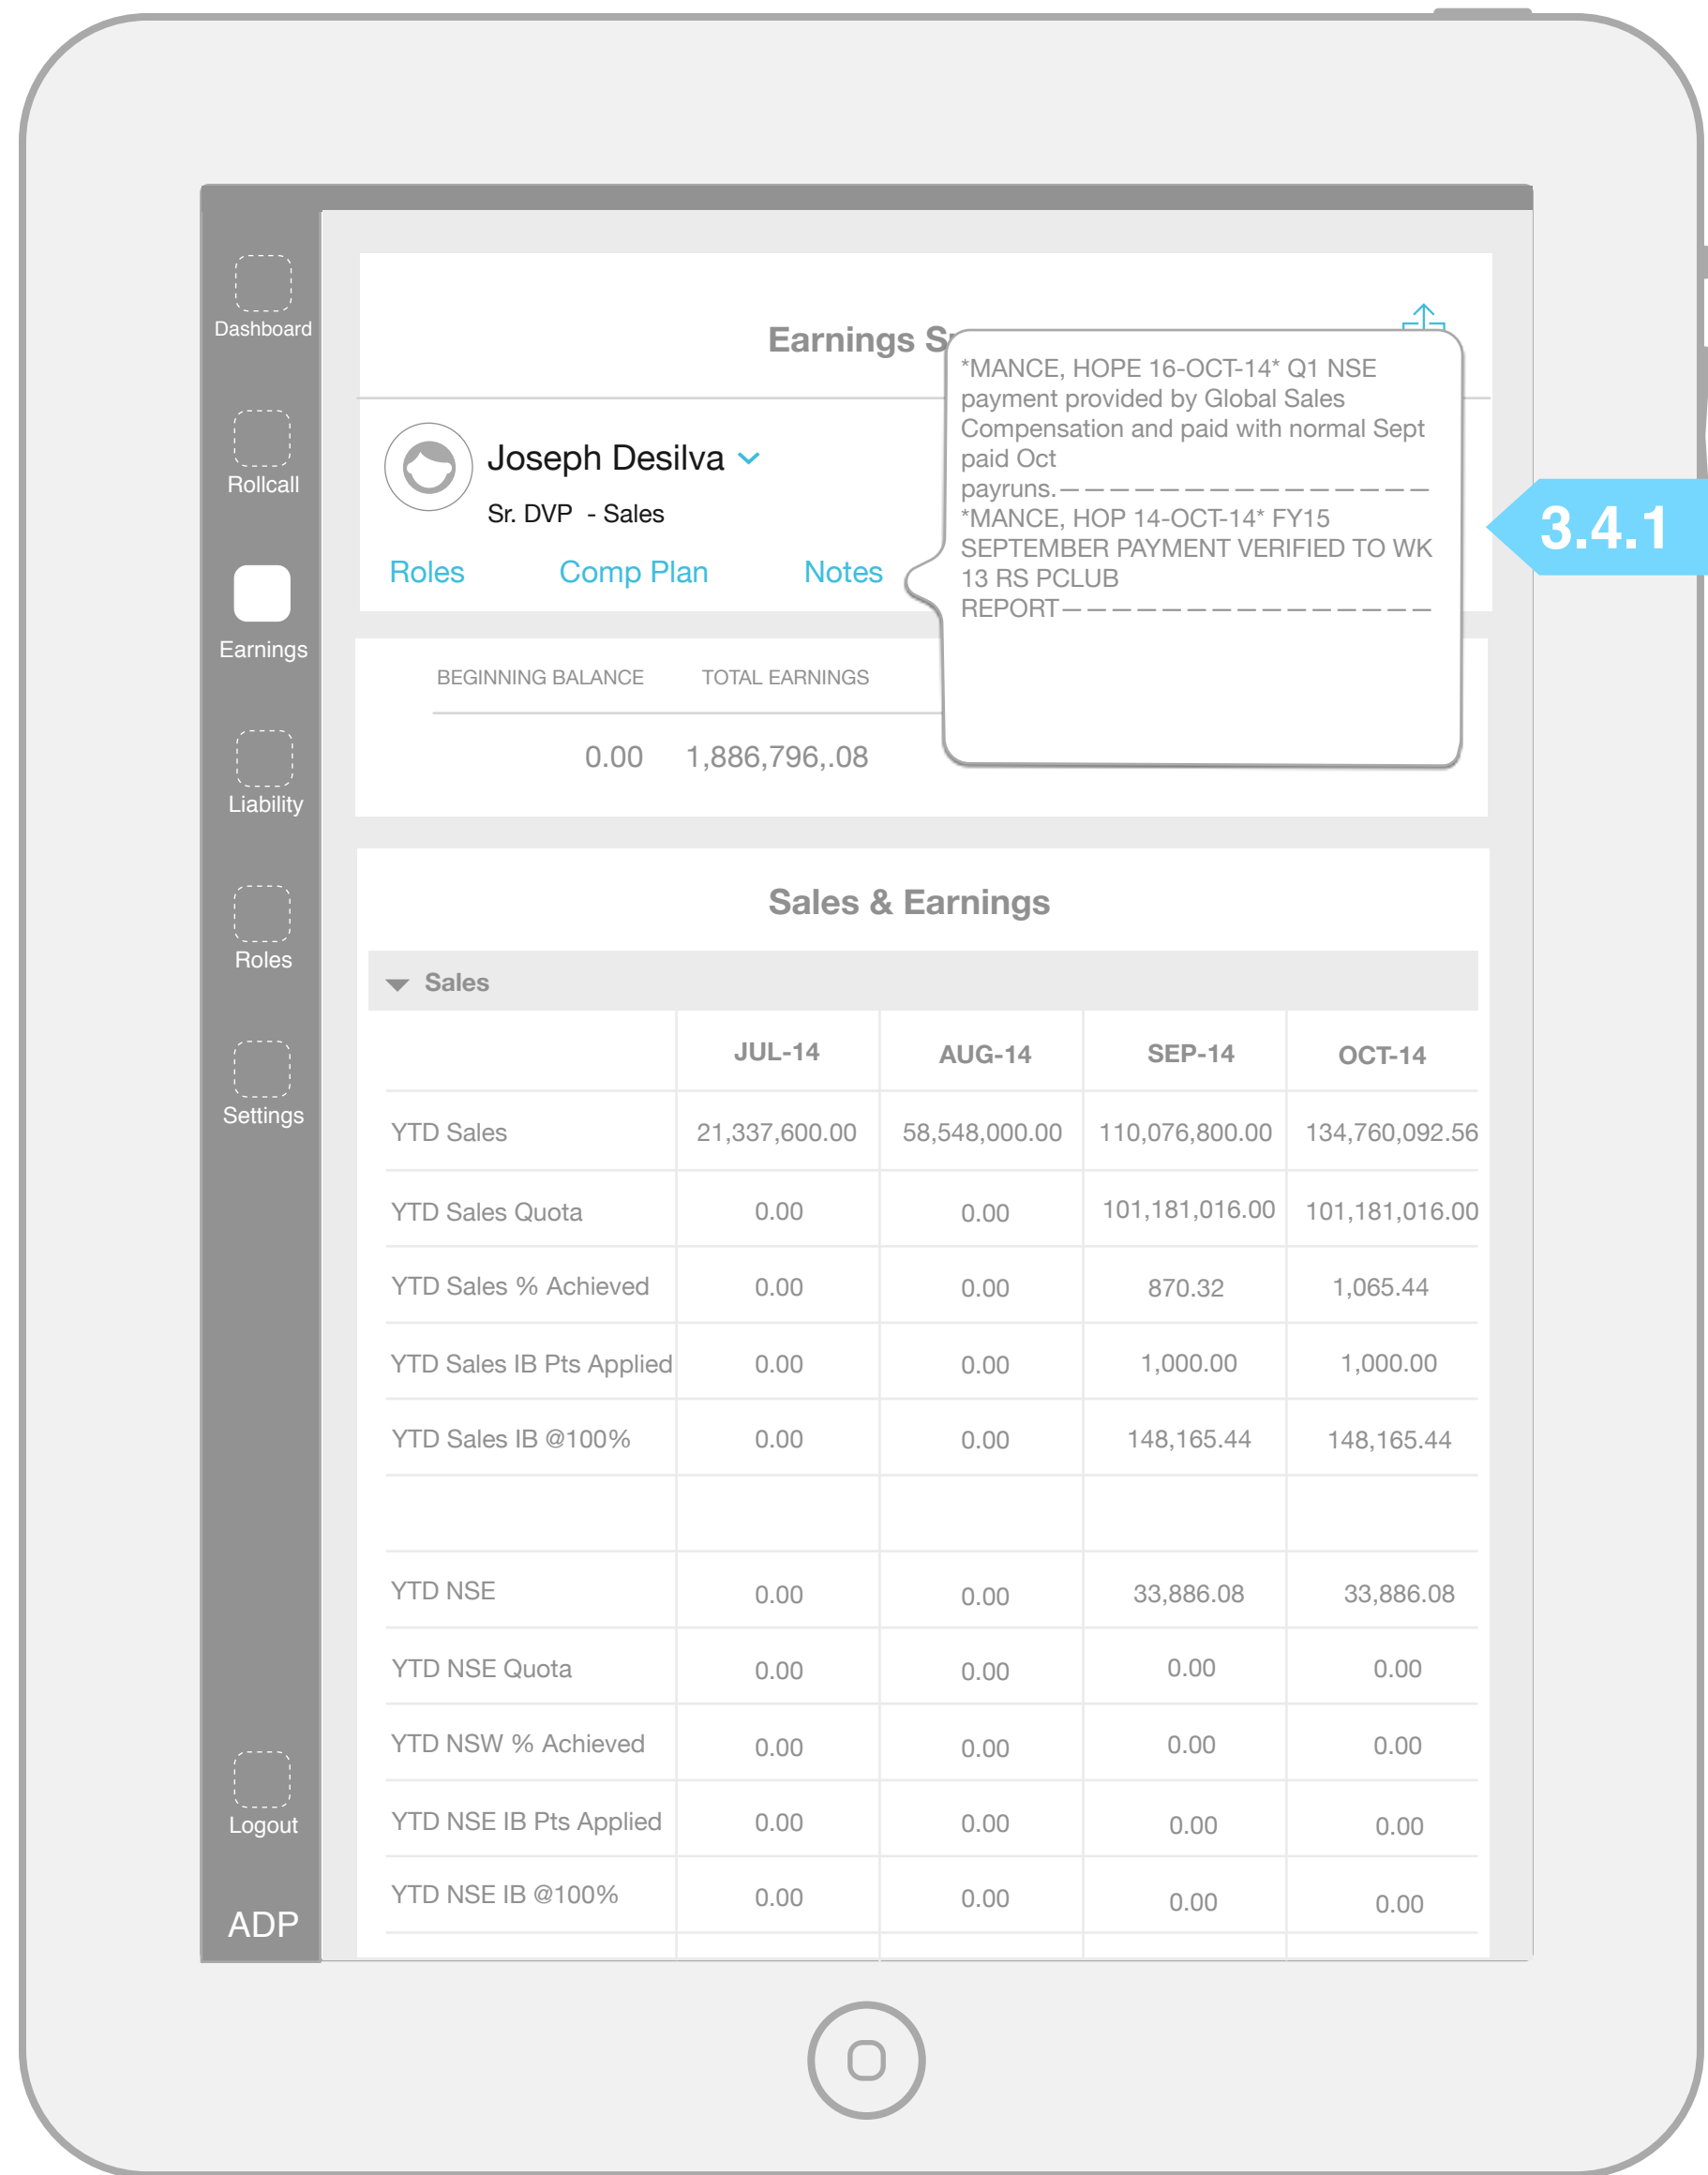 Dashboard
Rollcall
Earnings
Liability
Roles
Settings
Logout
ADP
Earnings
*MANCE, HOPE 16-OCT-14* Q1 NSE
payment provided by Global Sales
Compensation and paid with normal Sept
paid Oct
payruns.— — — — — — — — — — — — — — —
*MANCE, HOP 14-OCT-14* FY15
SEPTEMBER PAYMENT VERIFIED TO WK
13 RS PCLUB
REPORT— — — — — — — — — — — — — — —
3.4.1
Joseph Desilva
Sr. DVP - Sales
Roles Comp Plan Notes
BEGINNING BALANCE TOTAL EARNINGS
0.00 1,886,796,.08
Sales & Earnings
Sales
JUL-14 AUG-14 SEP-14 OCT-14
YTD Sales 21,337,600.00 58,548,000.00 110,076,800.00 134,760,092.56
YTD Sales Quota 0.00 0.00 101,181,016.00 101,181,016.00
YTD Sales % Achieved 0.00 0.00 870.32 1,065.44
YTD Sales IB Pts Applied 0.00 0.00 1,000.00 1,000.00
YTD Sales IB @100% 0.00 0.00 148,165.44 148,165.44
YTD NSE 0.00 0.00 33,886.08 33,886.08
YTD NSE Quota 0.00 0.00 0.00 0.00
YTD NSW % Achieved 0.00 0.00 0.00 0.00
YTD NSE IB Pts Applied 0.00 0.00 0.00 0.00
YTD NSE IB @100% 0.00 0.00 0.00 0.00